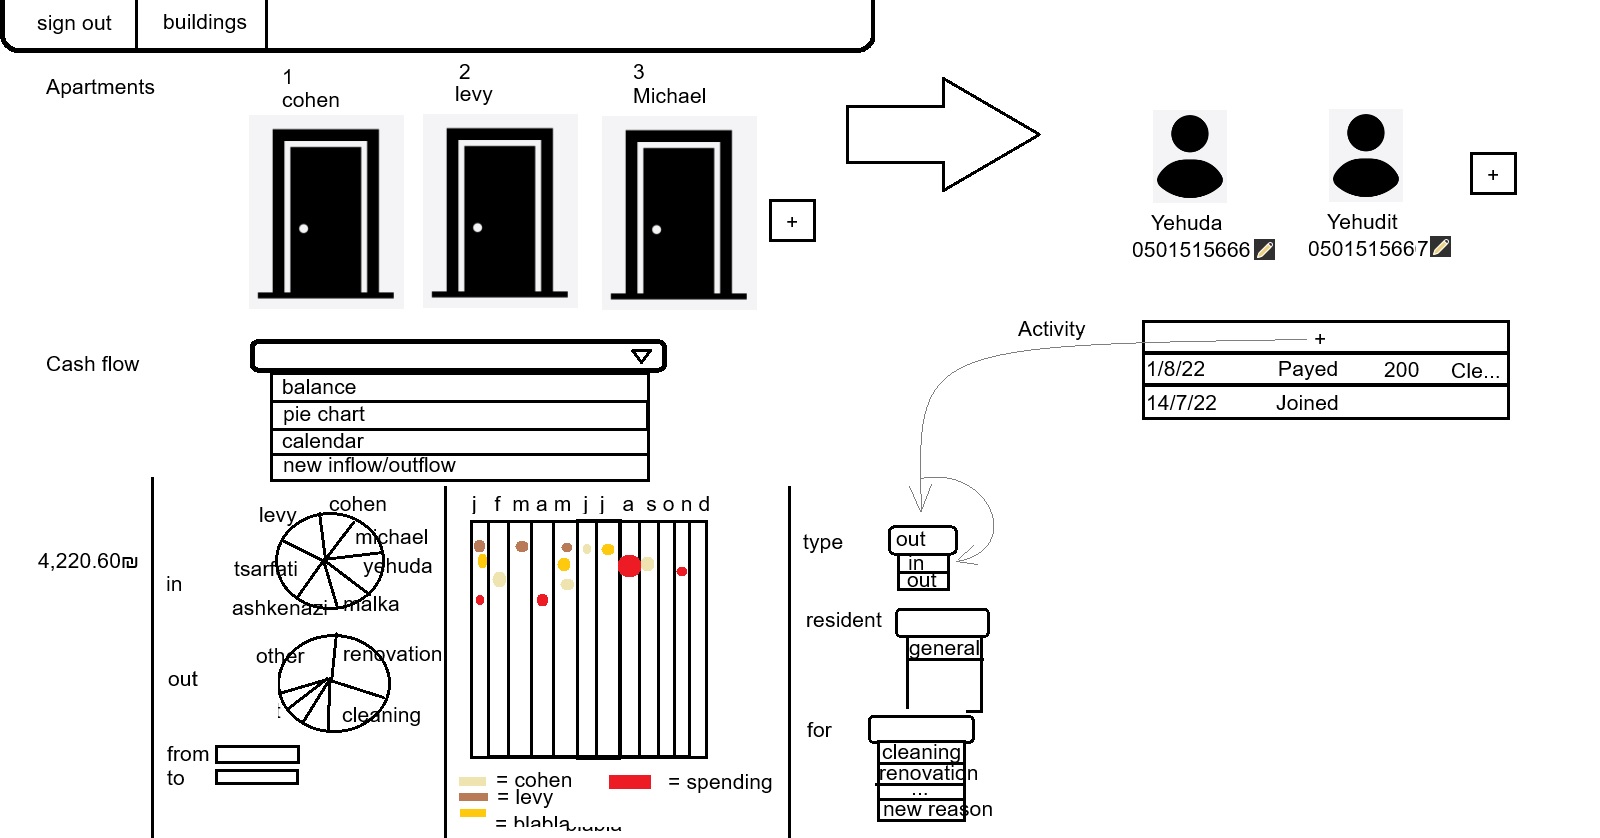 sign out buildings
Apartments
1
cohen
2
levy
3
Michael
+
Yehuda
0501515666
Yehudit
0501515667
+
Activity
+
1/8/22 Payed 200 Cle...
14/7/22 Joined
Cash flow
balance
pie chart
calendar
new inflow/outflow
4,220.60₪
in
cohen
levy
michael
tsarfati
yehuda
ashkenazi
malka
out
other
renovation
cleaning
from
to
j f m a m j j a s o n d
= cohen
= levy
= blabla
= spending
type
out
in
out
resident
general
for
cleaning
renovation
...
new reason